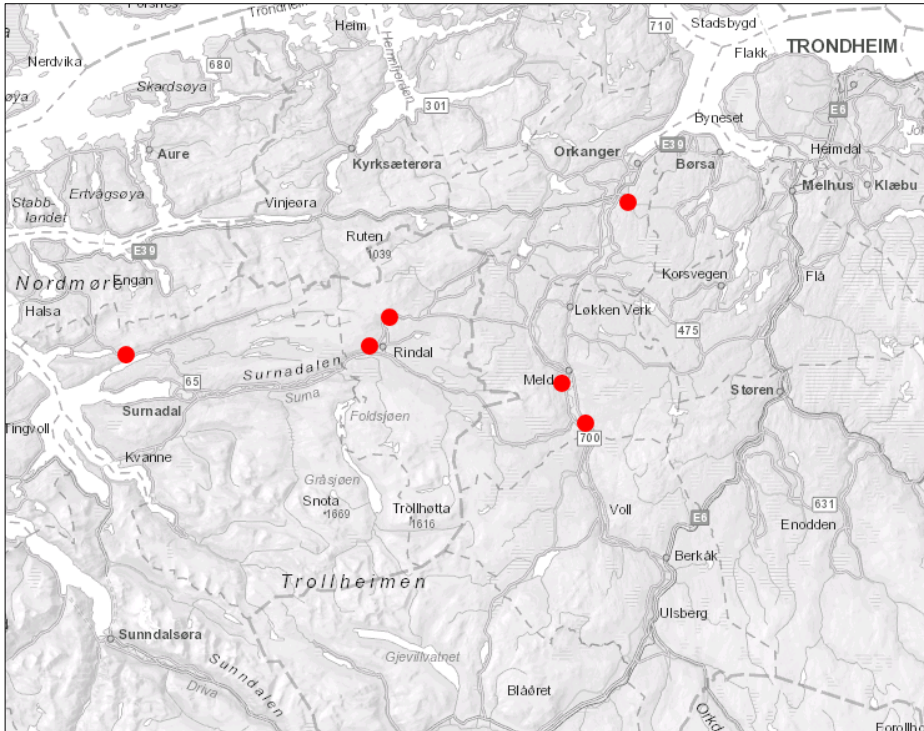 Stadsbygd
Heim
710
Flakk
TRONDHEIM
Nerdvika
680
Skardsøya
Hemnfjorden
301
E6
Byneset
Aure
Kyrksæterøra
Orkanger
E39
Børsa
Heimdal
Ertvågsøya
Melhus
Klæbu
Stabb-
landet
Vinjeøra
Ruten
1039
E39
Korsvegen
Flå
Nordmøre
Engan
Halsa
Løkken Verk
475
Rindal
Surnadalen
65
Suma
Meld
Støren
Surnadal
Foldsjøen
Tingvoll
700
Kvanne
Gråsjøen
Snota
1669
Trollhøtta
1616
Voll
E6
631
Enodden
Berkåk
Trollheimen
Ulsberg
Sunndalsøra
Sunndalen
Gjevillvatnet
Driva
Blåøret
Orkd